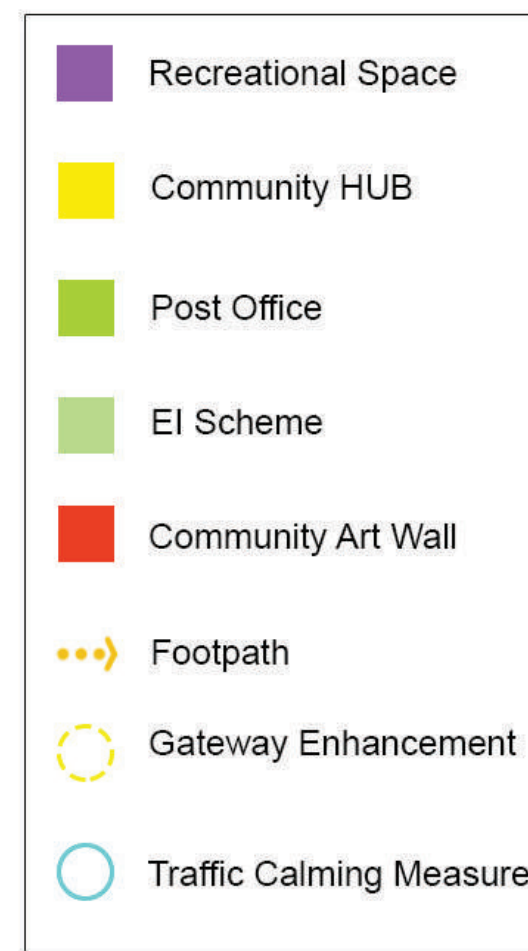 Recreational Space
Community HUB
Post Office
EI Scheme
Community Art Wall
Footpath
Gateway Enhancement
Traffic Calming Measure